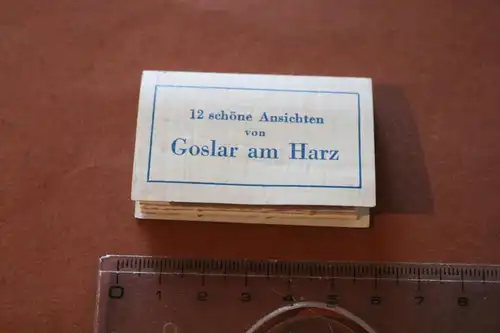 12 schöne Ansichten
von
Goslar am Harz
0 1 2 3 4 5 6 7 8